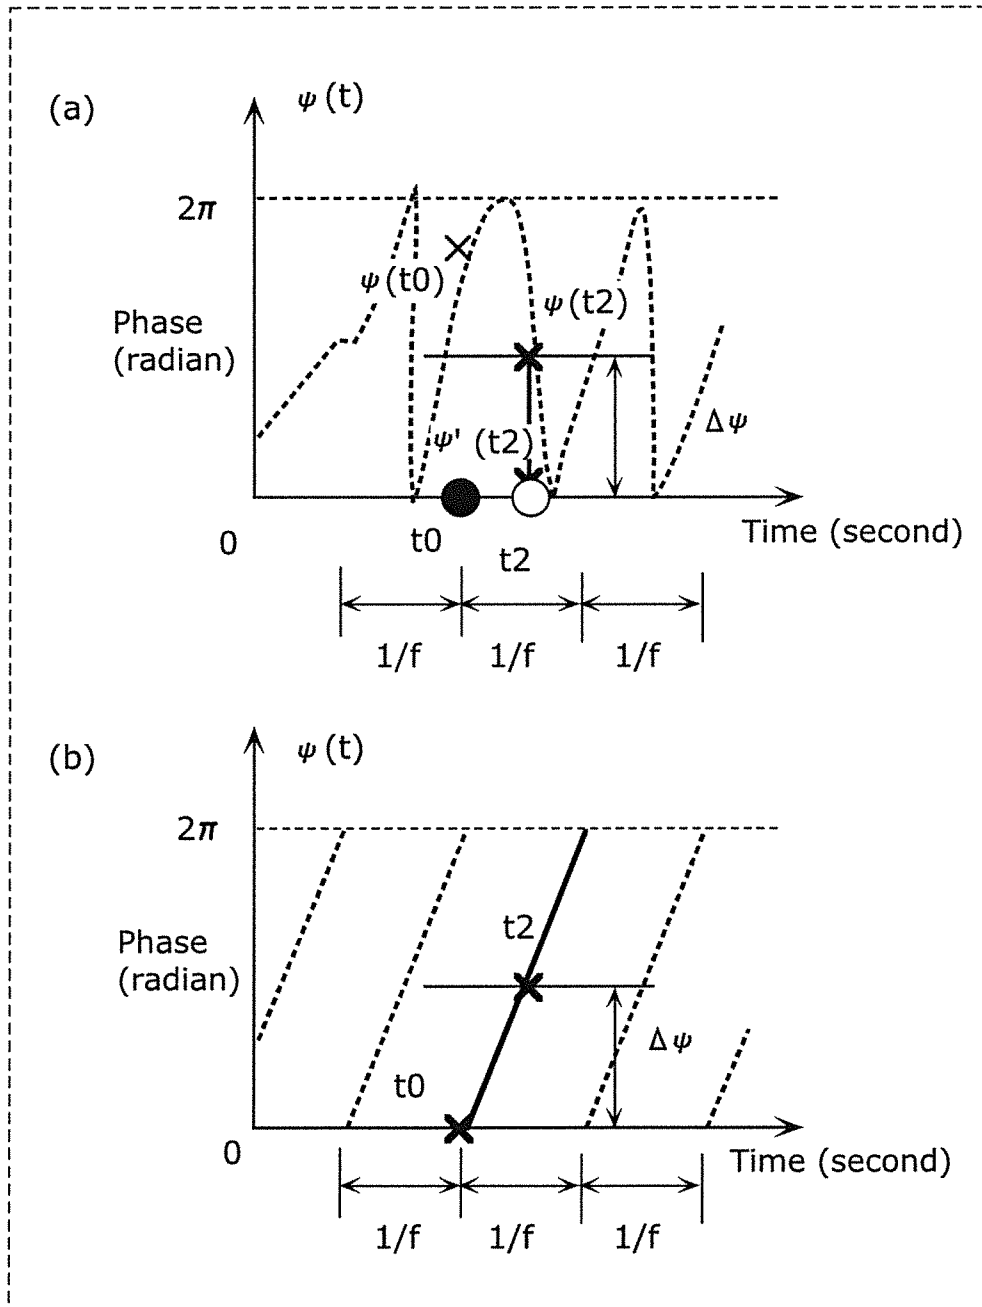 (a)
ψ (t)
2π
ψ (t0)
ψ (t2)
Phase
(radian)
Δψ
ψ' (t2)
0
t0
t2
Time (second)
1/f
1/f
1/f
(b)
ψ (t)
2π
t2
Phase
(radian)
Δψ
t0
0
Time (second)
1/f
1/f
1/f